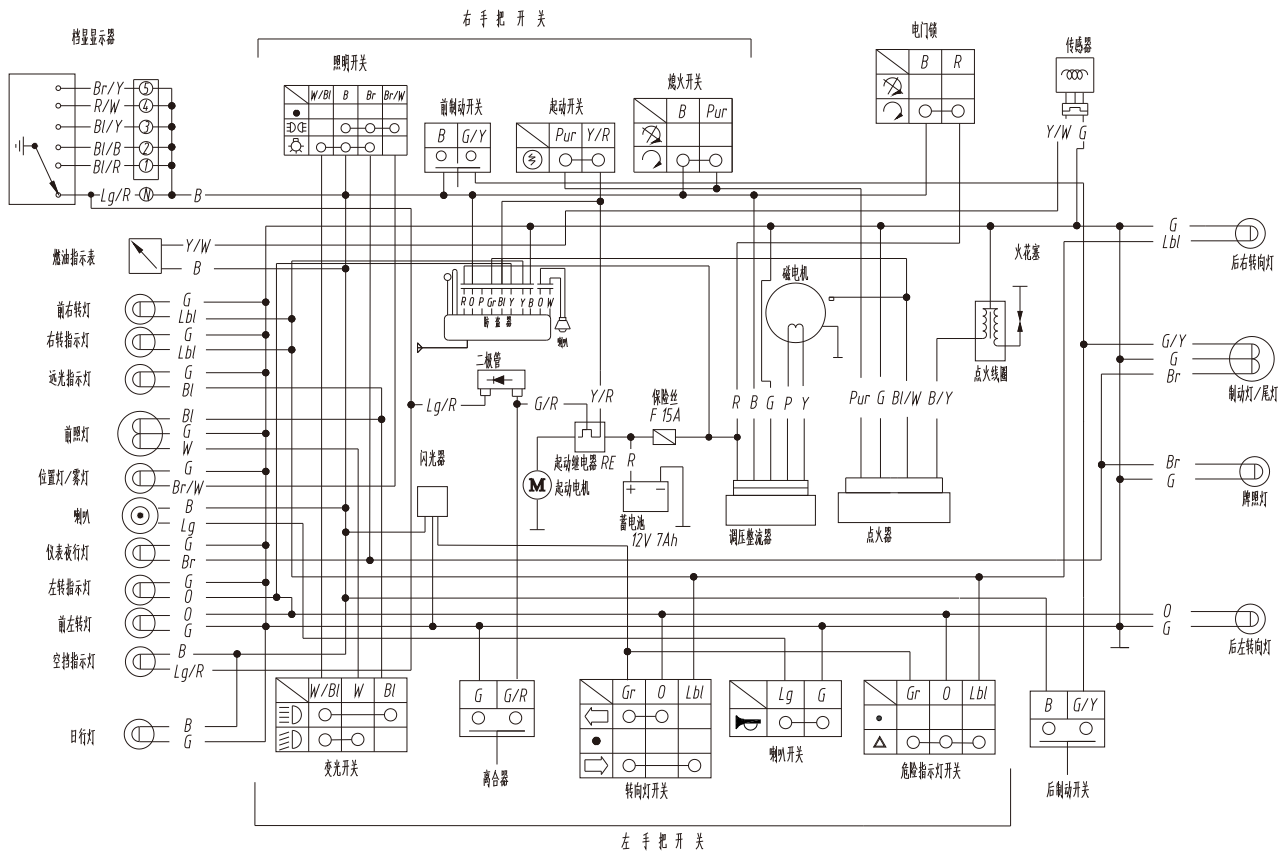 右手把开关
档显显示器
照明开关
W/Bl B Br Br/W
前制动开关
B G/Y
起动开关
Pur Y/R
熄火开关
B Pur
电门锁
B R
传感器
Y/W G
Br/Y 5
R/W 4
Bl/Y 3
Bl/B 2
Bl/R 1
Lg/R N B
燃油指示表
Y/W
B
前右转灯
G
Lbl
右转指示灯
G
Lbl
远光指示灯
G
Bl
前照灯
Bl
G
W
位置灯/雾灯
G
Br/W
喇叭
B
Lg
仪表夜行灯
G
Br
左转指示灯
G
O
前左转灯
O
G
空挡指示灯
B
Lg/R
日行灯
B
G
R O P Gr Bl Y Y B O W
防盗器
喇叭
二极管
Lg/R
G/R
Y/R
保险丝
F 15A
闪光器
起动继电器 RE
R
M
起动电机
蓄电池
12V 7Ah
磁电机
R B G P Y
调压整流器
Pur G Bl/W B/Y
点火器
火花塞
点火线圈
G
Lbl
后右转向灯
G/Y
G
Br
制动灯/尾灯
Br
G
牌照灯
O
G
后左转向灯
W/Bl W Bl
变光开关
G G/R
离合器
Gr O Lbl
转向灯开关
Lg G
喇叭开关
Gr O Lbl
危险指示灯开关
B G/Y
后制动开关
左手把开关